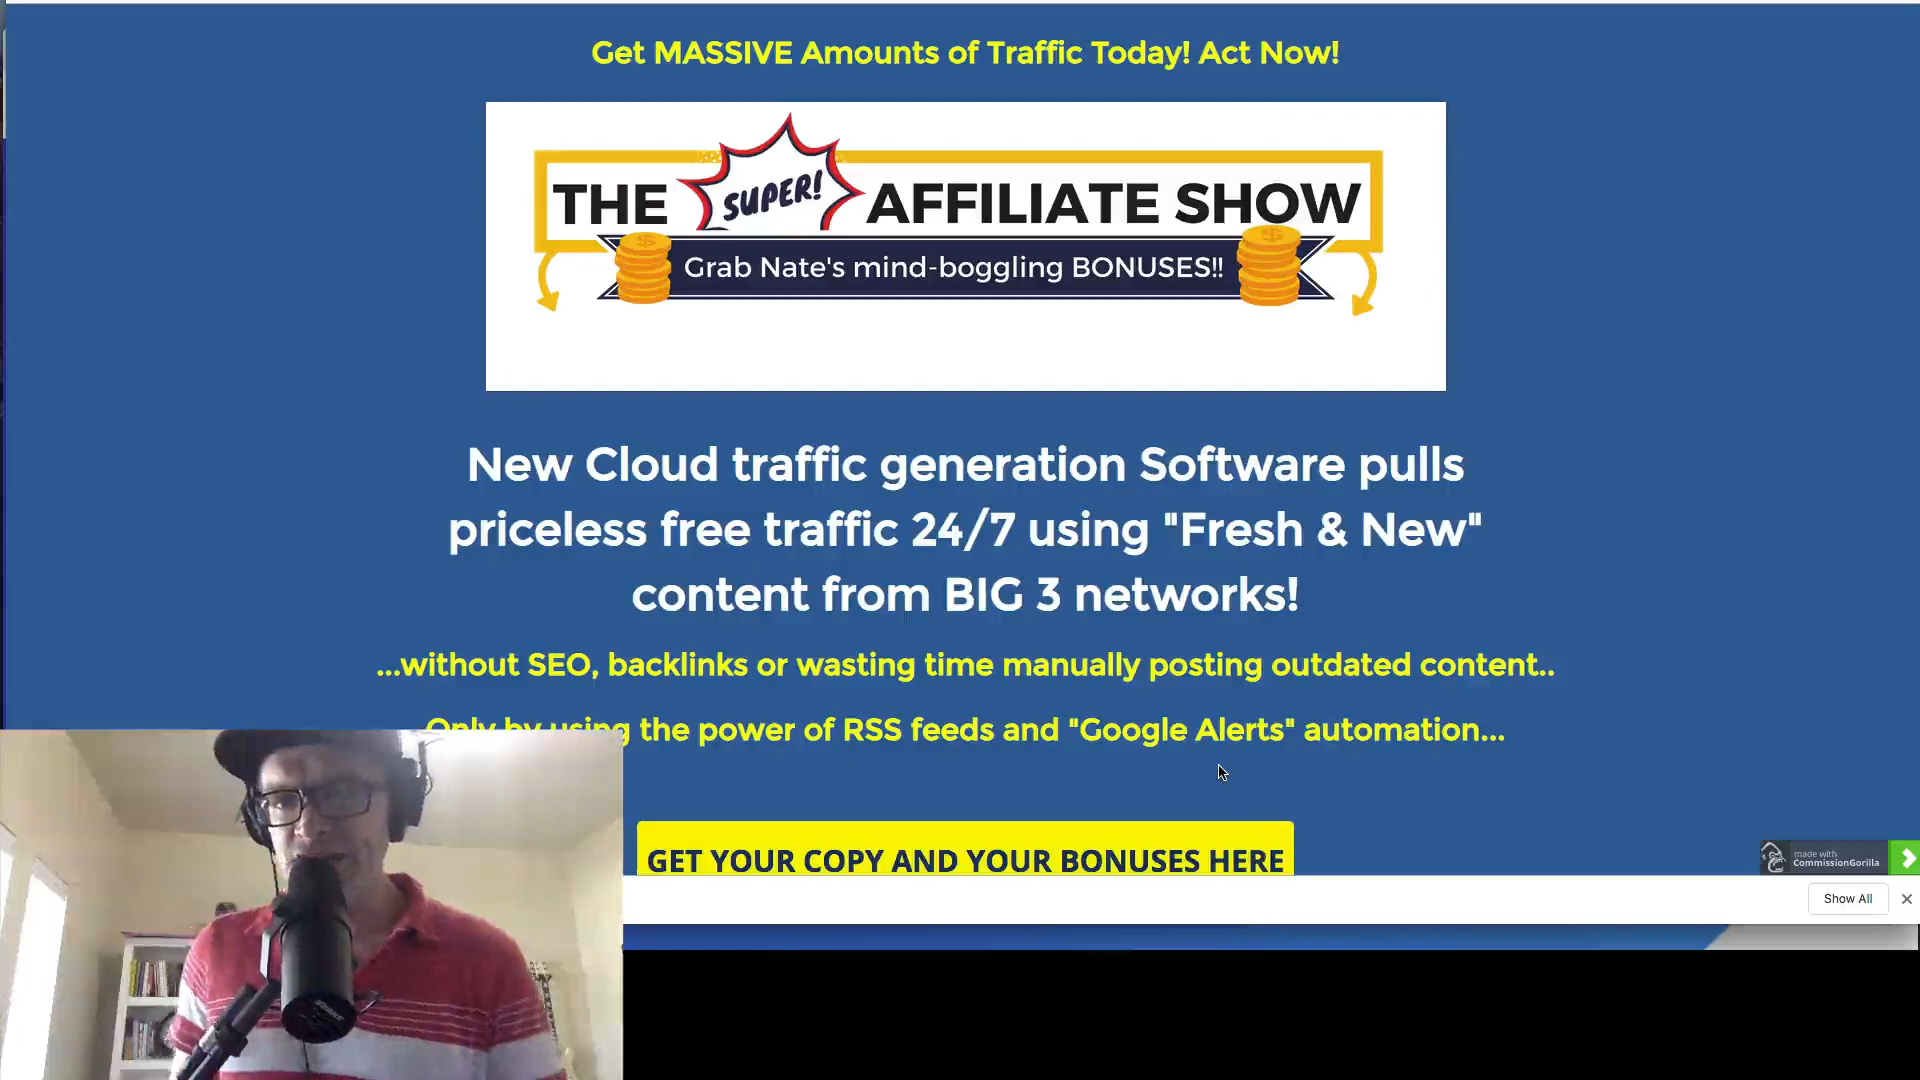 Get MASSIVE Amounts of Traffic Today! Act Now!
THE SUPER! AFFILIATE SHOW
Grab Nate's mind-boggling BONUSES!!
New Cloud traffic generation Software pulls
priceless free traffic 24/7 using "Fresh & New"
content from BIG 3 networks!
...without SEO, backlinks or wasting time manually posting outdated content..
Only by using the power of RSS feeds and "Google Alerts" automation...
GET YOUR COPY AND YOUR BONUSES HERE
made with
CommissionGorilla
Show All